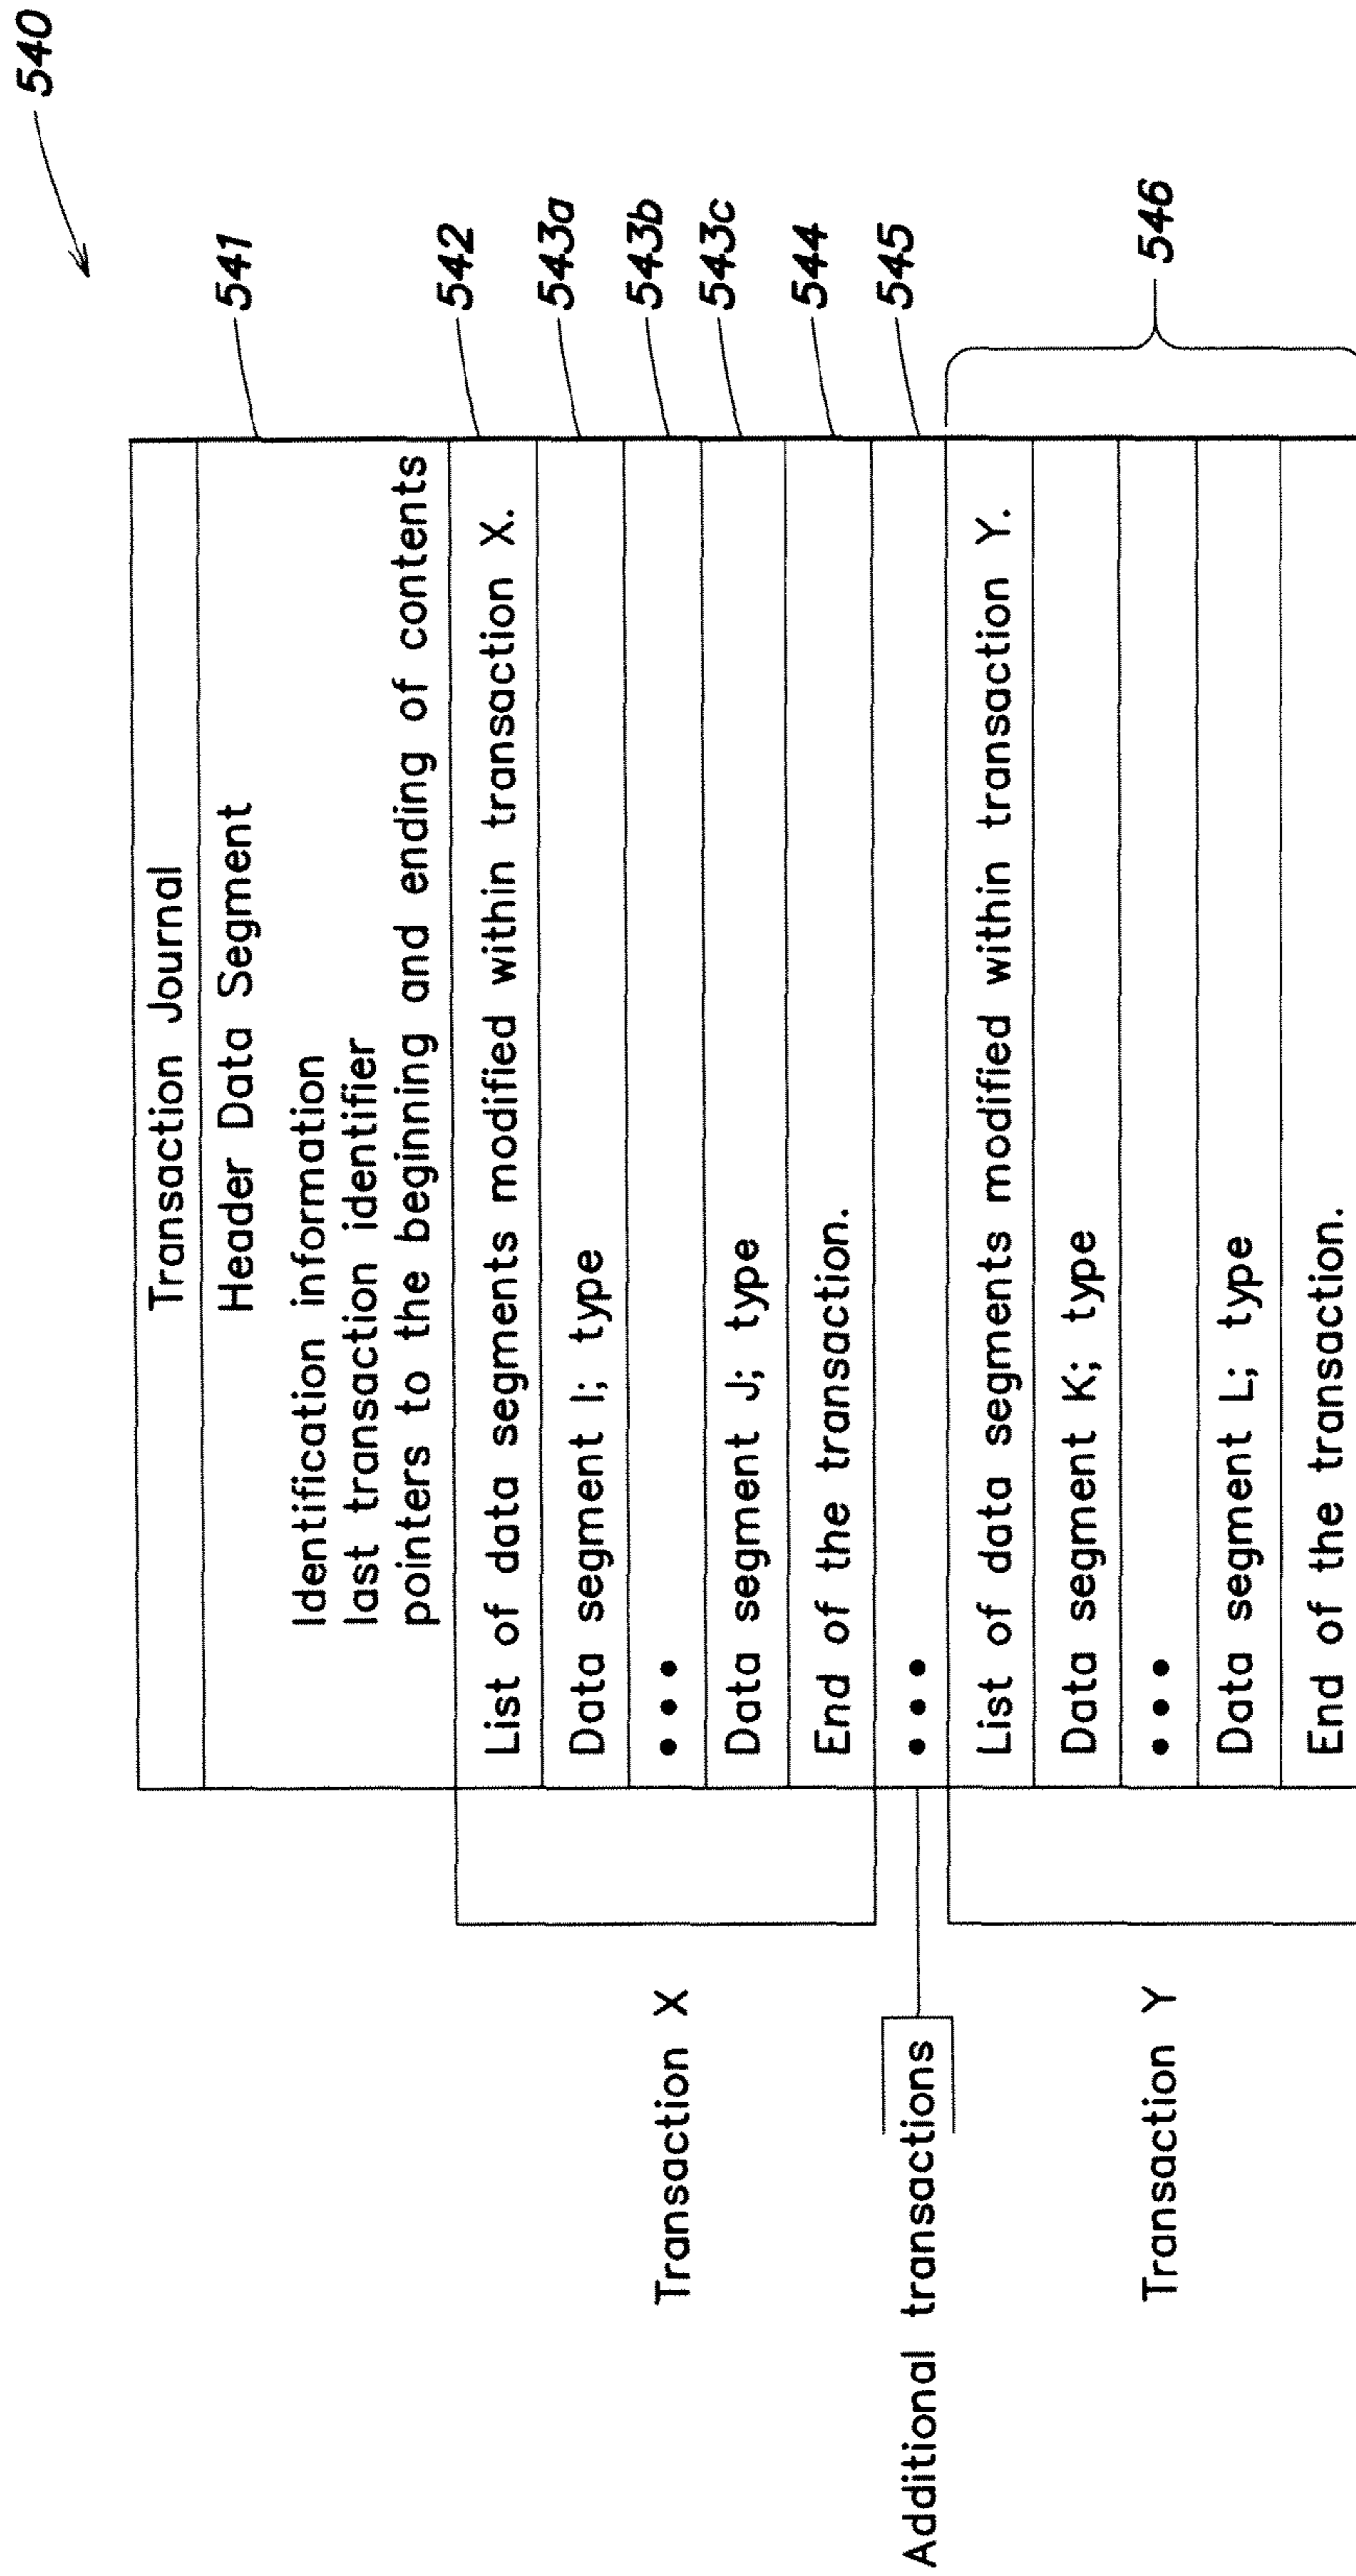 540
Transaction Journal
Header Data Segment
541
Identification information
last transaction identifier
pointers to the beginning and ending of contents
Transaction X
List of data segments modified within transaction X.
542
Data segment I; type
543a
•••
543b
Data segment J; type
543c
End of the transaction.
544
Additional transactions
•••
545
Transaction Y
List of data segments modified within transaction Y.
Data segment K; type
•••
546
Data segment L; type
End of the transaction.